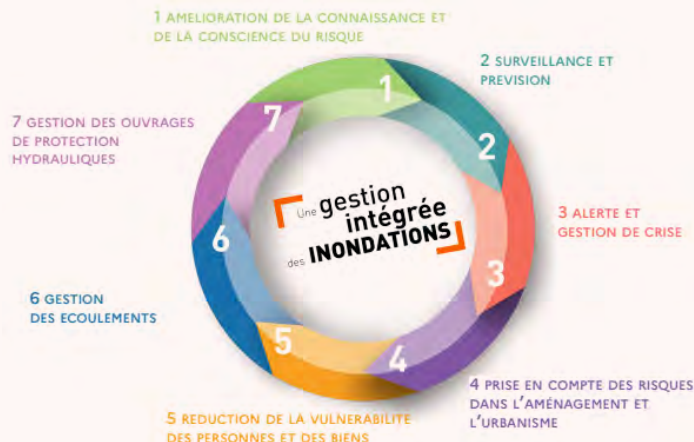 1 AMELIORATION DE LA CONNAISSANCE ET
DE LA CONSCIENCE DU RISQUE
2 SURVEILLANCE ET
PREVISION
3 ALERTE ET
GESTION DE CRISE
4 PRISE EN COMPTE DES RISQUES
DANS L'AMÉNAGEMENT ET
L'URBANISME
5 REDUCTION DE LA VULNERABILITE
DES PERSONNES ET DES BIENS
6 GESTION
DES ECOULEMENTS
7 GESTION DES OUVRAGES
DE PROTECTION
HYDRAULIQUES
1
2
3
4
5
6
7
Une gestion
intégrée
des INONDATIONS